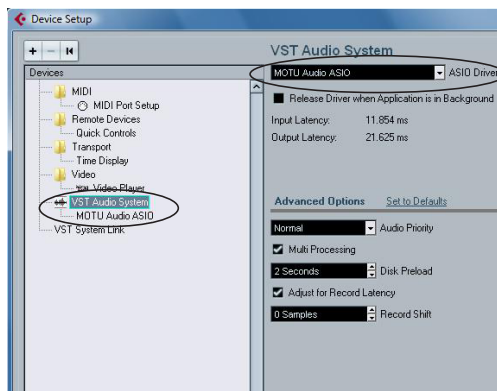 Device Setup
Devices
MIDI
MIDI Port Setup
Remote Devices
Quick Controls
Transport
Time Display
Video
Video Player
VST Audio System
MOTU Audio ASIO
VST System Link
VST Audio System
MOTU Audio ASIO ASIO Driver
Release Driver when Application is in Background
Input Latency: 11.854 ms
Output Latency: 21.625 ms
Advanced Options Set to Defaults
Normal Audio Priority
Multi Processing
2 Seconds Disk Preload
Adjust for Record Latency
0 Samples Record Shift